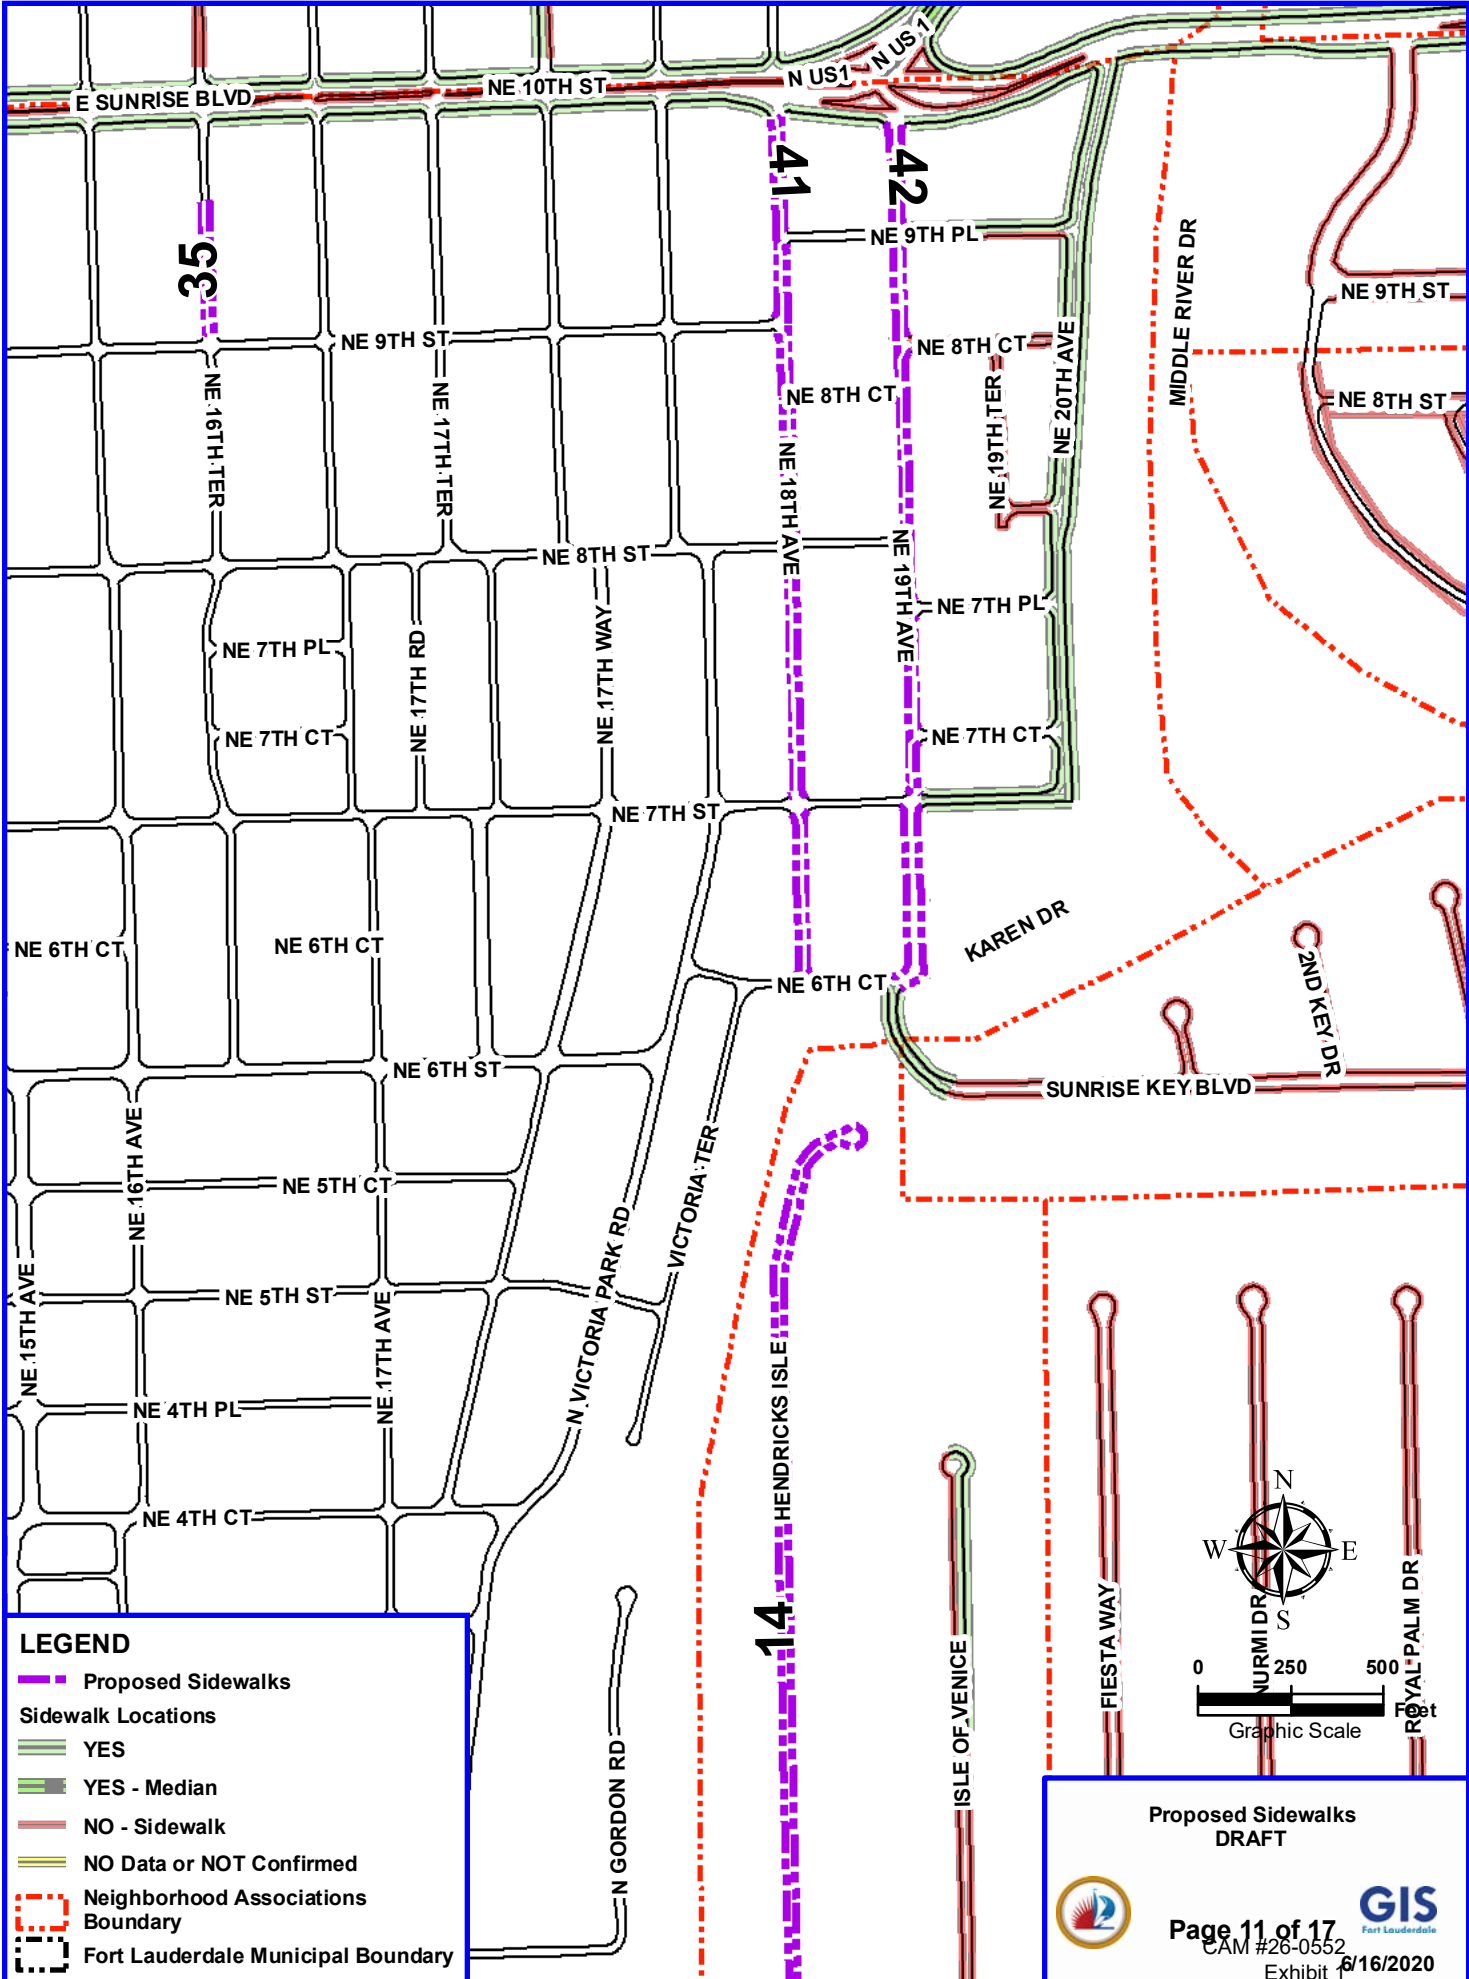 N US 1
N US1
NE 10TH ST
E SUNRISE BLVD
41
42
35
NE 9TH PL
MIDDLE RIVER DR
NE 9TH ST
NE 9TH ST
NE 8TH CT
NE 20TH AVE
NE 8TH CT
NE 8TH ST
NE 16TH TER
NE 17TH TER
NE 18TH AVE
NE 19TH TER
NE 19TH AVE
NE 8TH ST
NE 7TH PL
NE 7TH PL
NE 17TH RD
NE 17TH WAY
NE 7TH CT
NE 7TH CT
NE 7TH ST
KAREN DR
NE 6TH CT
NE 6TH CT
NE 6TH CT
2ND KEY DR
NE 6TH ST
SUNRISE KEY BLVD
NE 16TH AVE
NE 5TH CT
VICTORIA TER
N VICTORIA PARK RD
NE 5TH ST
NE 15TH AVE
NE 17TH AVE
HENDRICKS ISLE
NE 4TH PL
NE 4TH CT
14
N
W
E
S
FIESTA WAY
NURMI DR
ROYAL PALM DR
ISLE OF VENICE
N GORDON RD
0 250 500
Feet
Graphic Scale
LEGEND
Proposed Sidewalks
Sidewalk Locations
YES
YES - Median
NO - Sidewalk
NO Data or NOT Confirmed
Neighborhood Associations
Boundary
Fort Lauderdale Municipal Boundary
Proposed Sidewalks
DRAFT
GIS
Fort Lauderdale
Page 11 of 17
CAM #26-0552
6/16/2020
Exhibit 1